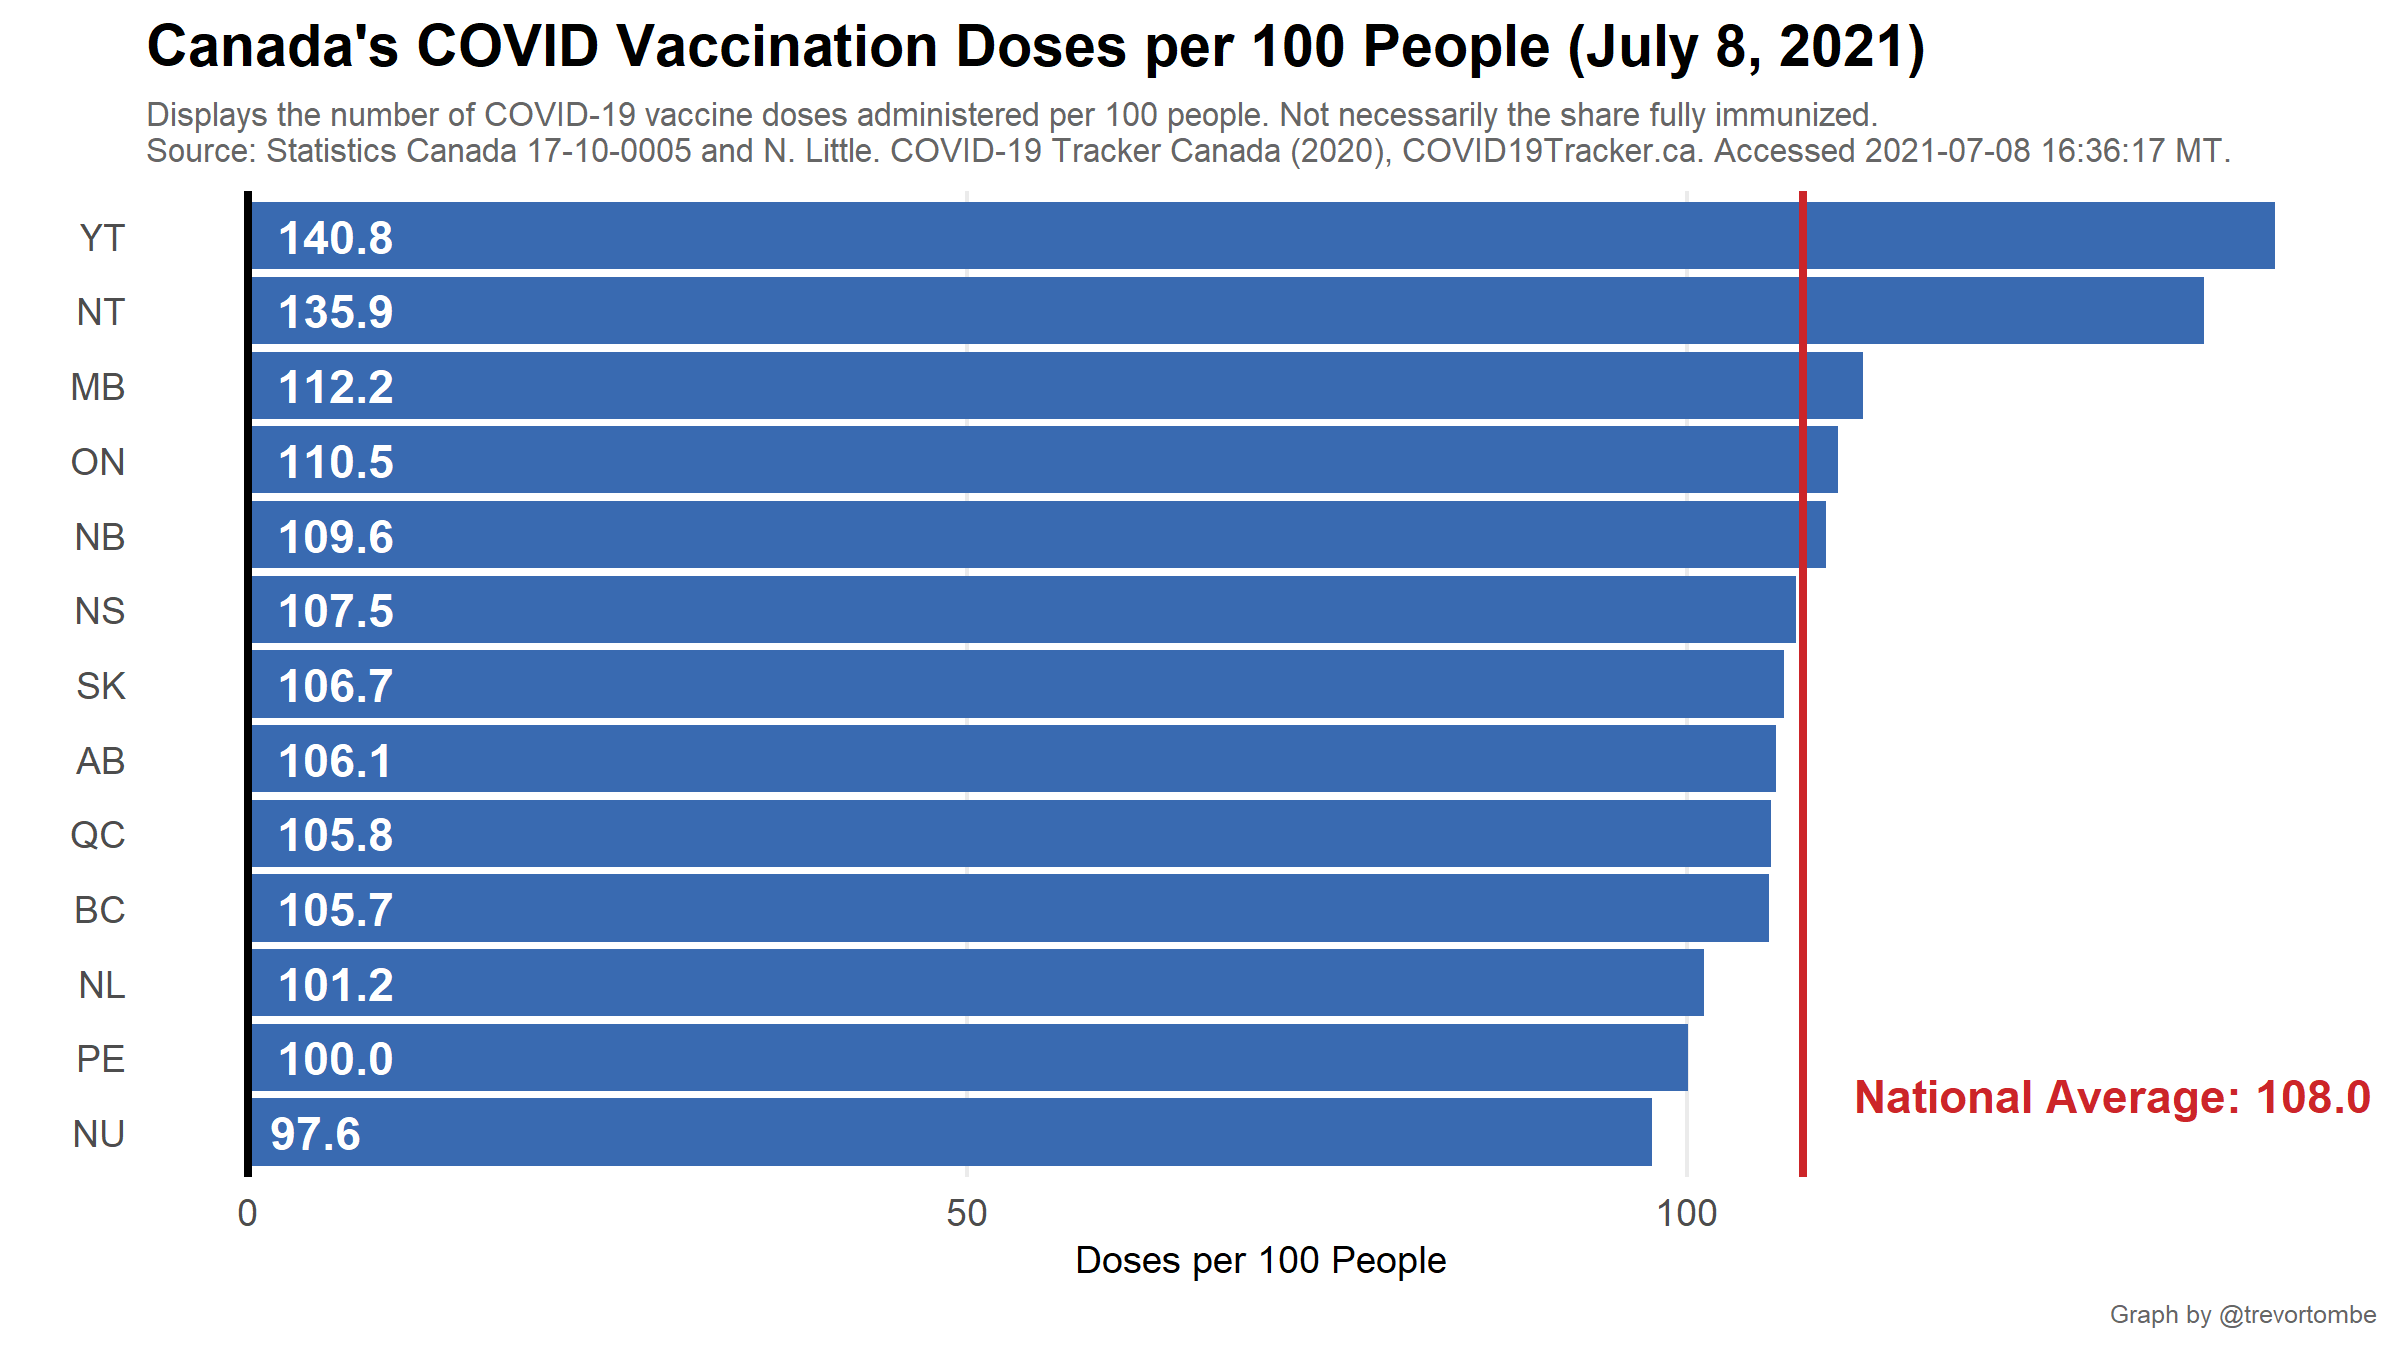 Canada's COVID Vaccination Doses per 100 People (July 8, 2021)
Displays the number of COVID-19 vaccine doses administered per 100 people. Not necessarily the share fully immunized.
Source: Statistics Canada 17-10-0005 and N. Little. COVID-19 Tracker Canada (2020), COVID19Tracker.ca. Accessed 2021-07-08 16:36:17 MT.
YT 140.8
NT 135.9
MB 112.2
ON 110.5
NB 109.6
NS 107.5
SK 106.7
AB 106.1
QC 105.8
BC 105.7
NL 101.2
PE 100.0
National Average: 108.0
NU 97.6
0 50 100
Doses per 100 People
Graph by @trevortombe